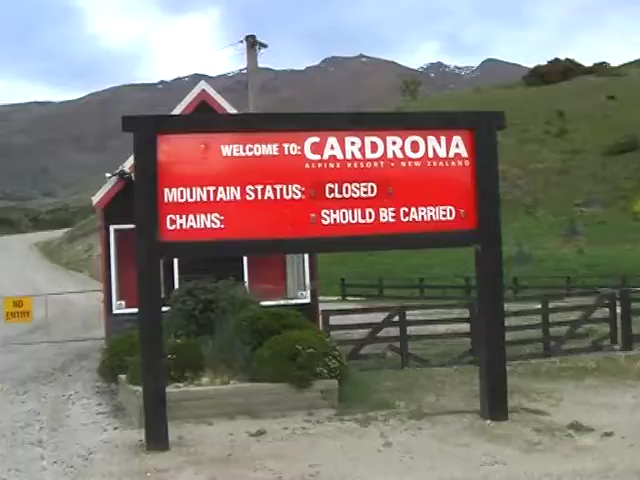 WELCOME TO: CARDRONA
ALPINE RESORT • NEW ZEALAND
MOUNTAIN STATUS: CLOSED
CHAINS: SHOULD BE CARRIED
NO
ENTRY